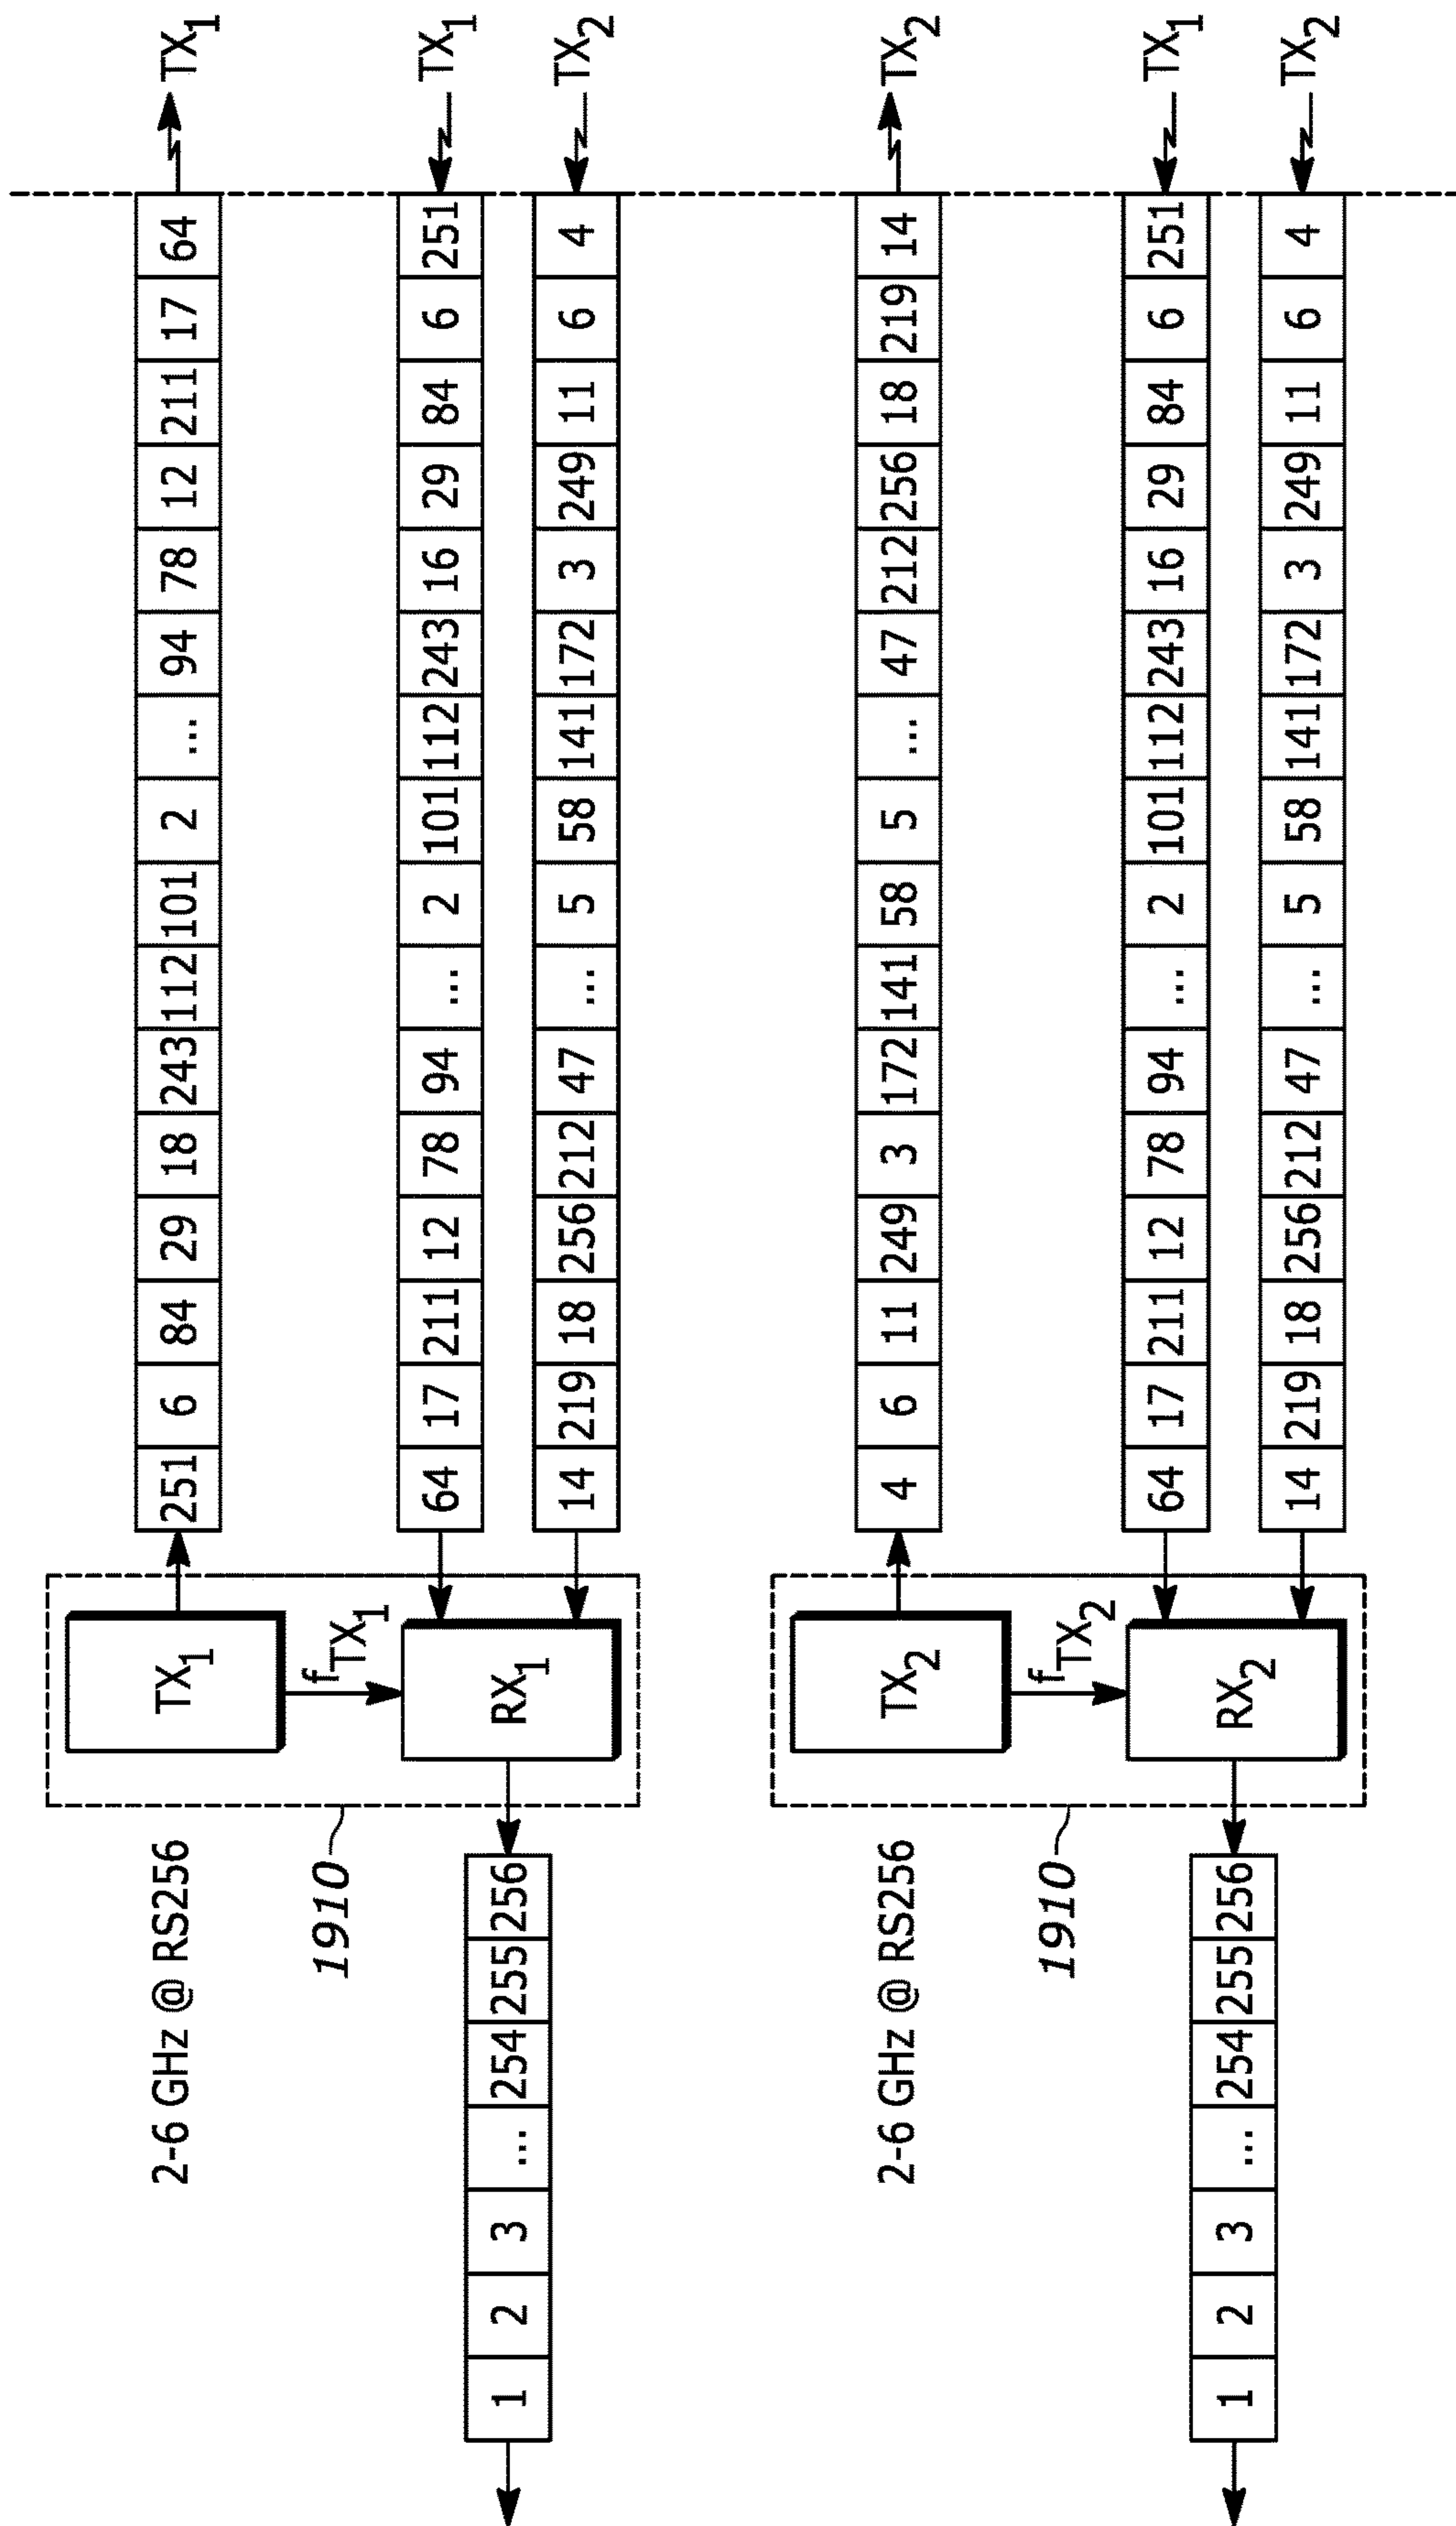 2-6 GHz @ RS256
TX1
251 6 84 29 18 243 112 101 2 ... 94 78 12 211 17 64
TX1
1910
fTX1
64 17 211 12 78 94 ... 2 101 112 243 16 29 84 6 251
TX1
1 2 3 ... 254 255 256
RX1
14 219 18 256 212 47 ... 5 58 141 172 3 249 11 6 4
TX2
2-6 GHz @ RS256
TX2
4 6 11 249 3 172 141 58 5 ... 47 212 256 18 219 14
TX2
1910
fTX2
64 17 211 12 78 94 ... 2 101 112 243 16 29 84 6 251
TX1
1 2 3 ... 254 255 256
RX2
14 219 18 256 212 47 ... 5 58 141 172 3 249 11 6 4
TX2